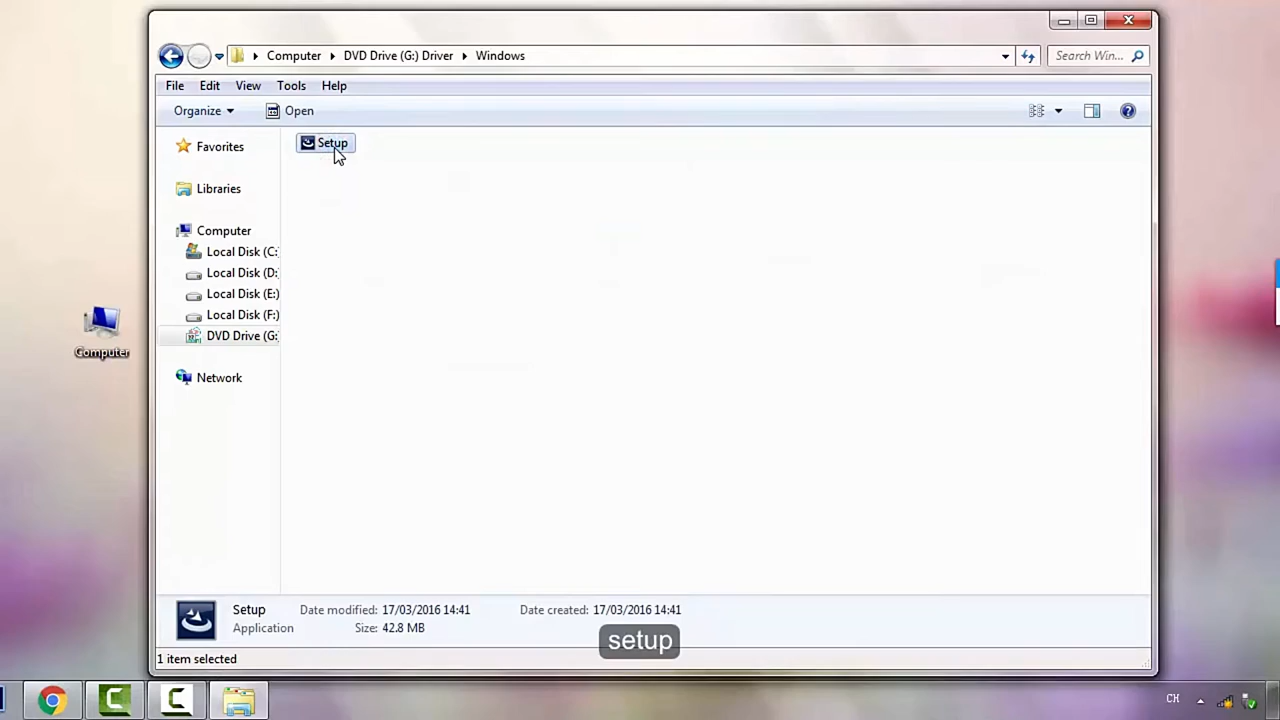 Computer
DVD Drive (G:) Driver
Windows
Search Win...
File
Edit
View
Tools
Help
Organize
Open
Favorites
Setup
Libraries
Computer
Local Disk (C:
Local Disk (D:
Local Disk (E:)
Local Disk (F:)
DVD Drive (G:
Network
Computer
Setup
Date modified: 17/03/2016 14:41
Date created: 17/03/2016 14:41
Application
Size: 42.8 MB
setup
1 item selected
CH